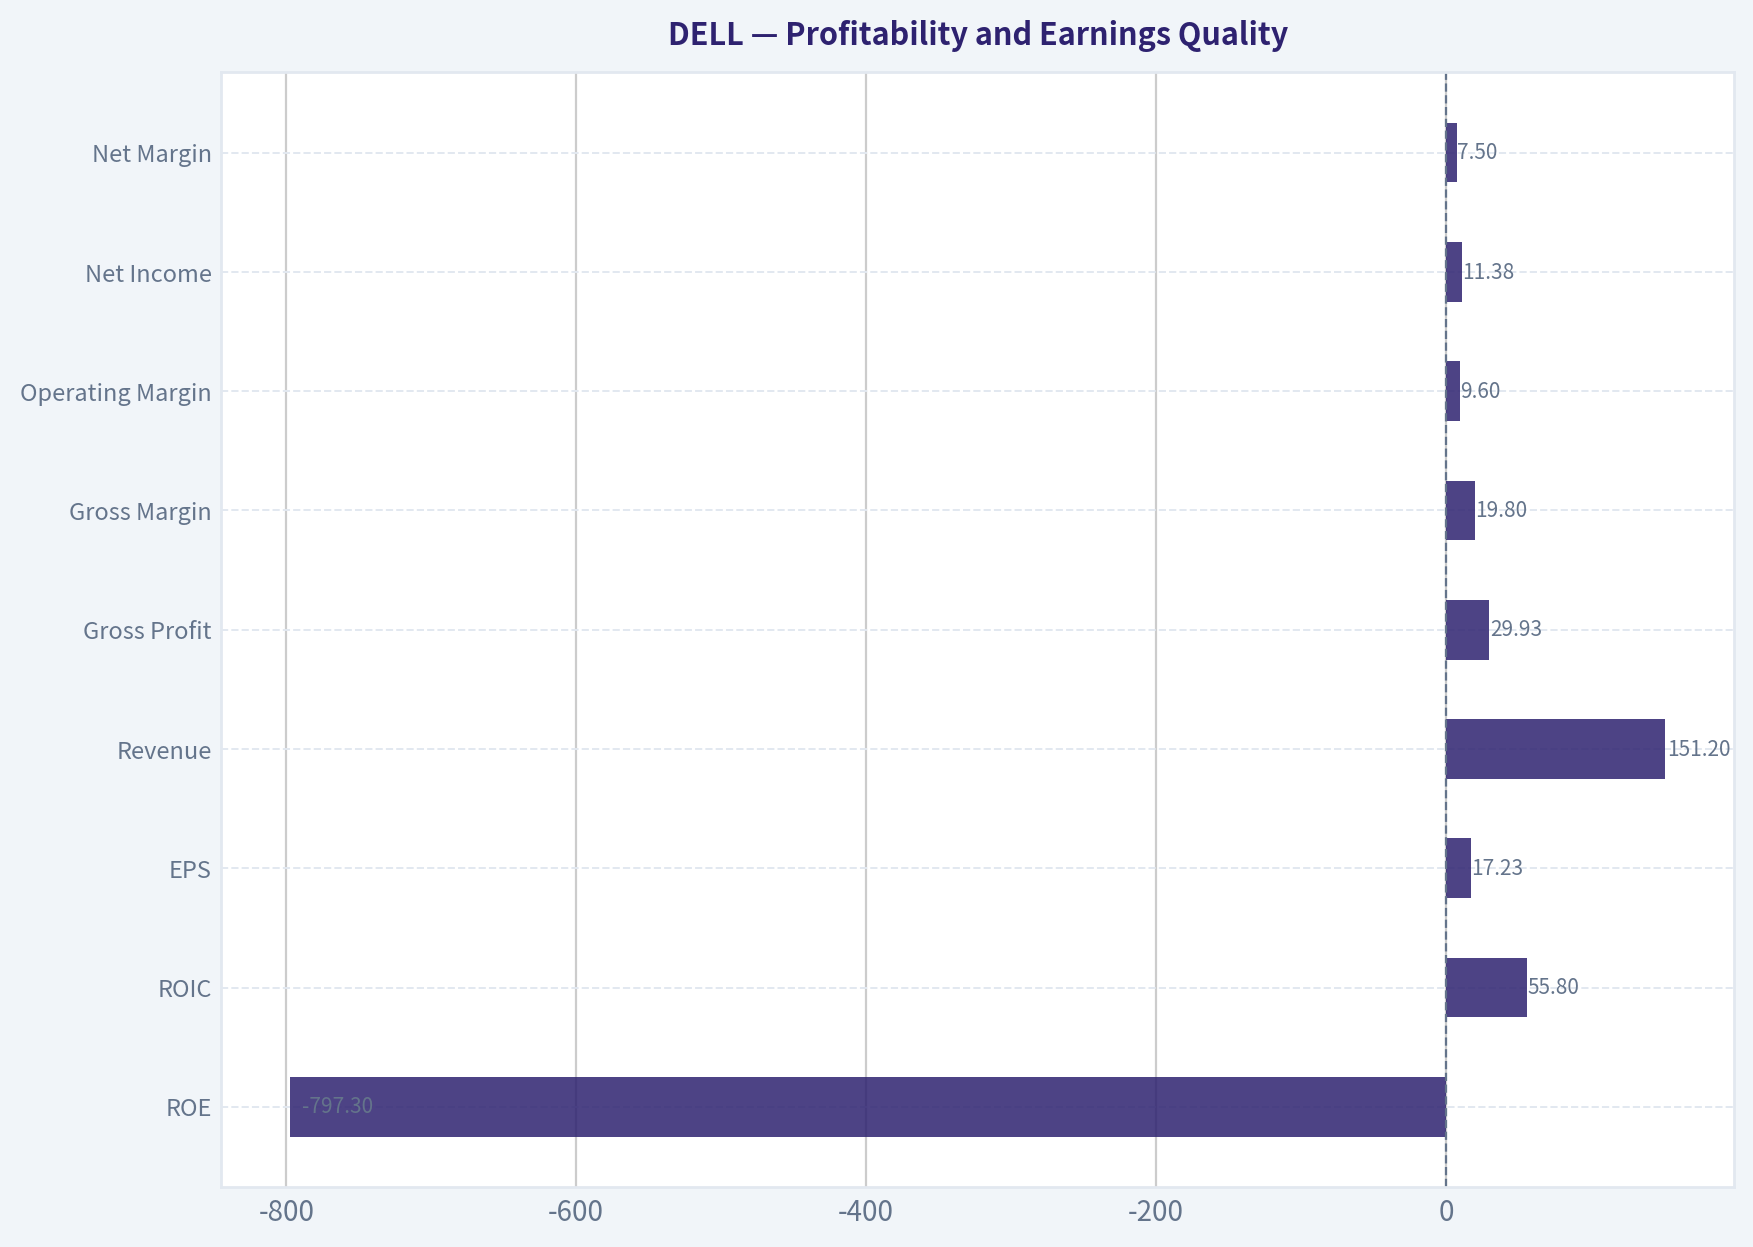 DELL — Profitability and Earnings Quality
Net Margin
7.50
Net Income
11.38
Operating Margin
9.60
Gross Margin
19.80
Gross Profit
29.93
Revenue
151.20
EPS
17.23
ROIC
55.80
ROE
-797.30
-800 -600 -400 -200 0